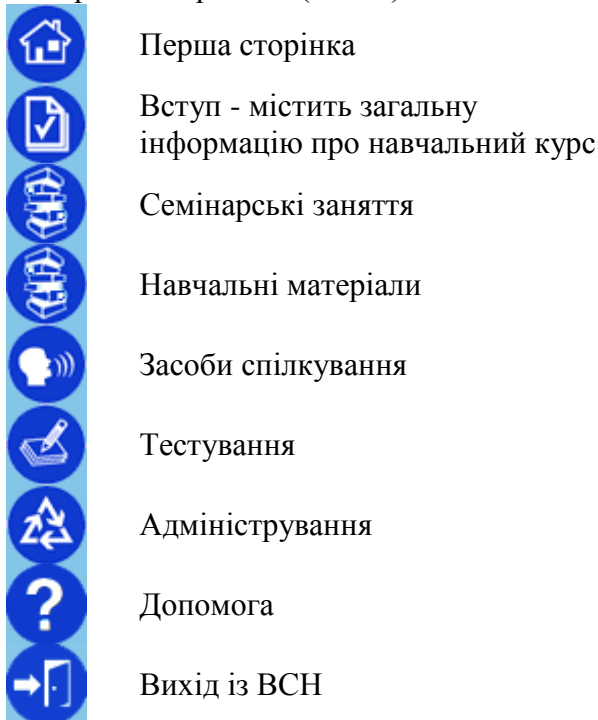 Перша сторінка
Вступ - містить загальну
інформацію про навчальний курс
Семінарські заняття
Навчальні матеріали
Засоби спілкування
Тестування
Адміністрування
?
Допомога
Вихід із ВСН